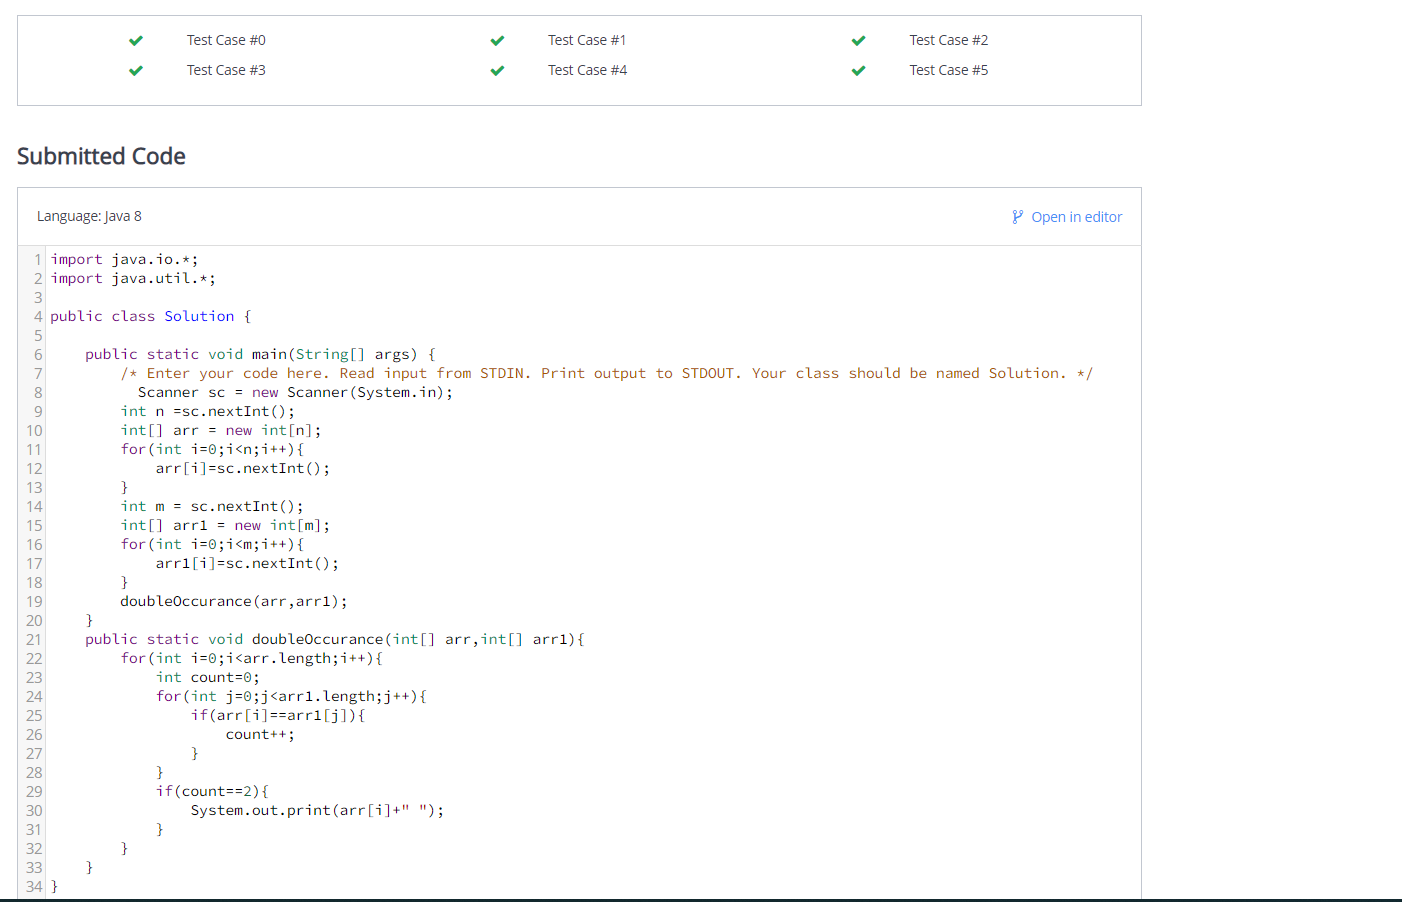 Test Case #0 Test Case #1 Test Case #2
Test Case #3 Test Case #4 Test Case #5
Submitted Code
Language: Java 8 Open in editor
1 import java.io.*;
2 import java.util.*;
3
4 public class Solution {
5
6     public static void main(String[] args) {
7         /* Enter your code here. Read input from STDIN. Print output to STDOUT. Your class should be named Solution. */
8           Scanner sc = new Scanner(System.in);
9         int n =sc.nextInt();
10         int[] arr = new int[n];
11         for(int i=0;i<n;i++){
12             arr[i]=sc.nextInt();
13         }
14         int m = sc.nextInt();
15         int[] arr1 = new int[m];
16         for(int i=0;i<m;i++){
17             arr1[i]=sc.nextInt();
18         }
19         doubleOccurance(arr,arr1);
20     }
21     public static void doubleOccurance(int[] arr,int[] arr1){
22         for(int i=0;i<arr.length;i++){
23             int count=0;
24             for(int j=0;j<arr1.length;j++){
25                 if(arr[i]==arr1[j]){
26                     count++;
27                 }
28             }
29             if(count==2){
30                 System.out.print(arr[i]+" ");
31             }
32         }
33     }
34 }